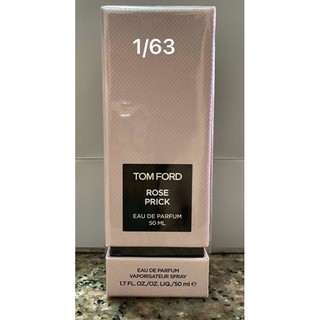 1/63
TOM FORD
ROSE
PRICK
EAU DE PARFUM
50 ML
EAU DE PARFUM
VAPORISATEUR SPRAY
1.7 FL. OZ./OZ. LIQ./50 ml ℮